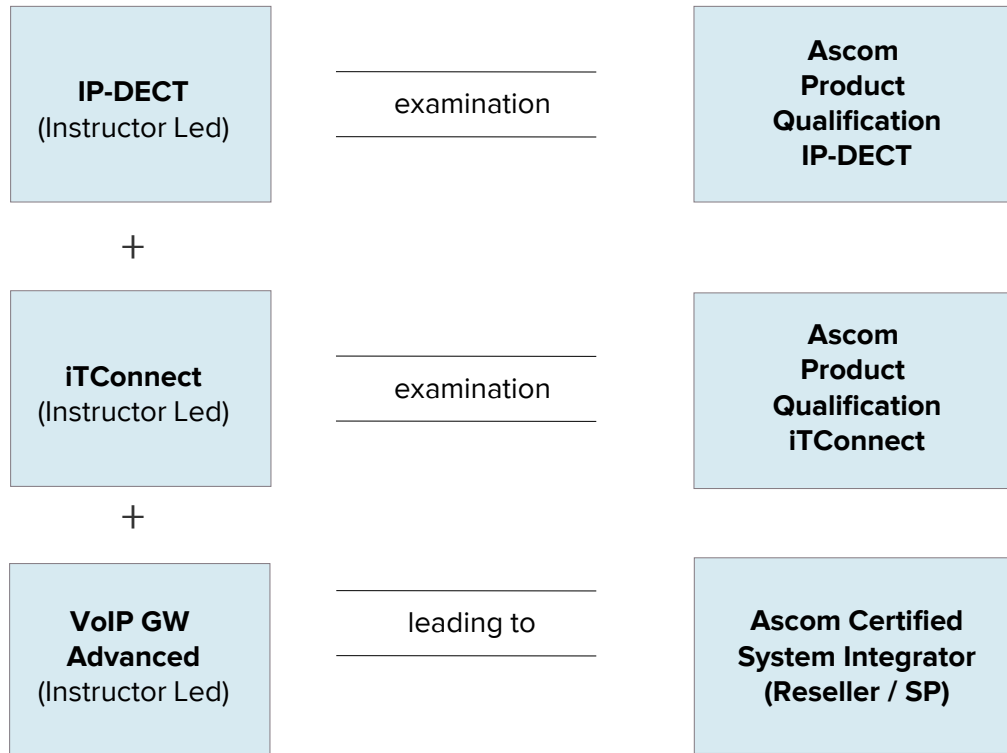 IP-DECT
(Instructor Led)
examination
Ascom
Product
Qualification
IP-DECT
+
iTConnect
(Instructor Led)
examination
Ascom
Product
Qualification
iTConnect
+
VoIP GW
Advanced
(Instructor Led)
leading to
Ascom Certified
System Integrator
(Reseller / SP)